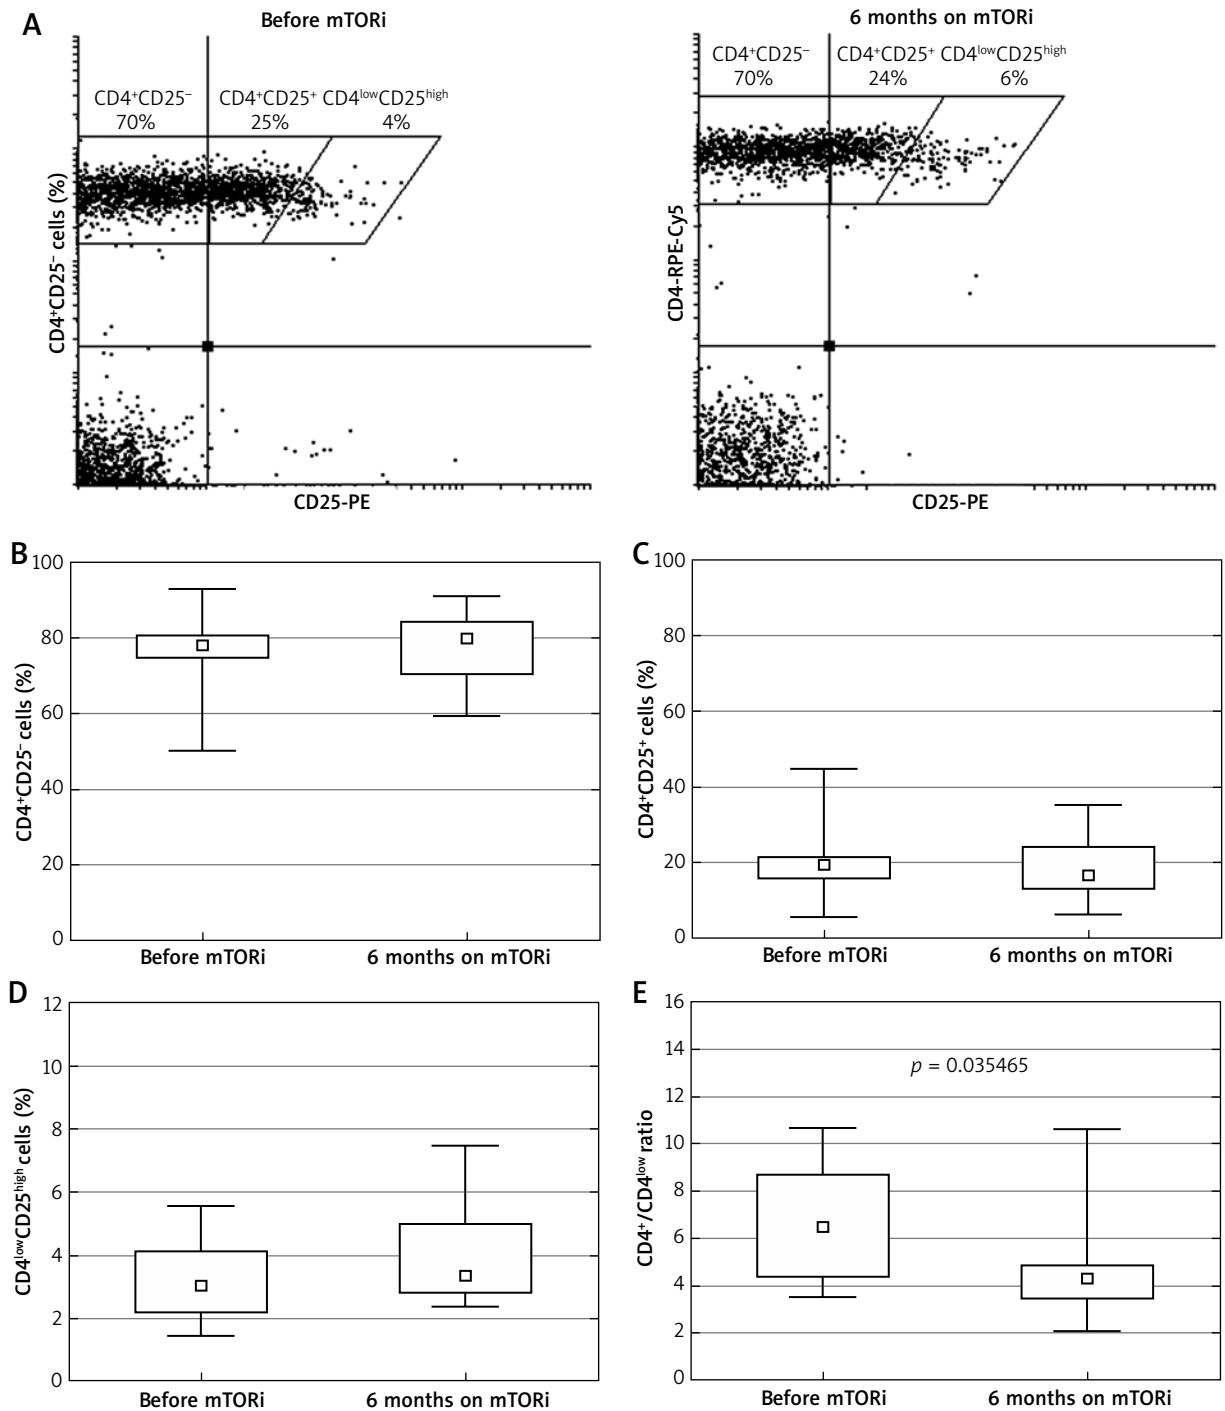 A
Before mTORi
CD4⁺CD25⁻ CD4⁺CD25⁺ CD4ˡᵒʷCD25ʰⁱᵍʰ
70% 25% 4%
CD4⁺CD25⁻ cells (%)
CD25-PE
6 months on mTORi
CD4⁺CD25⁻ CD4⁺CD25⁺ CD4ˡᵒʷCD25ʰⁱᵍʰ
70% 24% 6%
CD4-RPE-Cy5
CD25-PE
B
100
80
60
40
20
0
CD4⁺CD25⁻ cells (%)
Before mTORi 6 months on mTORi
C
100
80
60
40
20
0
CD4⁺CD25⁺ cells (%)
Before mTORi 6 months on mTORi
D
12
10
8
6
4
2
0
CD4ˡᵒʷCD25ʰⁱᵍʰ cells (%)
Before mTORi 6 months on mTORi
E
16
14
12
10
8
6
4
2
0
CD4⁺/CD4ˡᵒʷ ratio
p = 0.035465
Before mTORi 6 months on mTORi